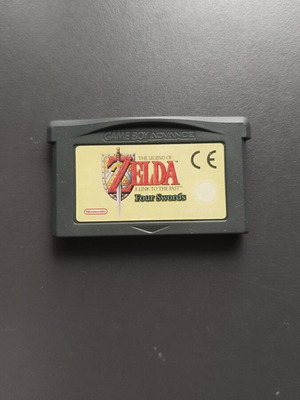 GAME BOY ADVANCE
THE LEGEND OF
ZELDA
A LINK TO THE PAST
Four Swords
CE
Nintendo